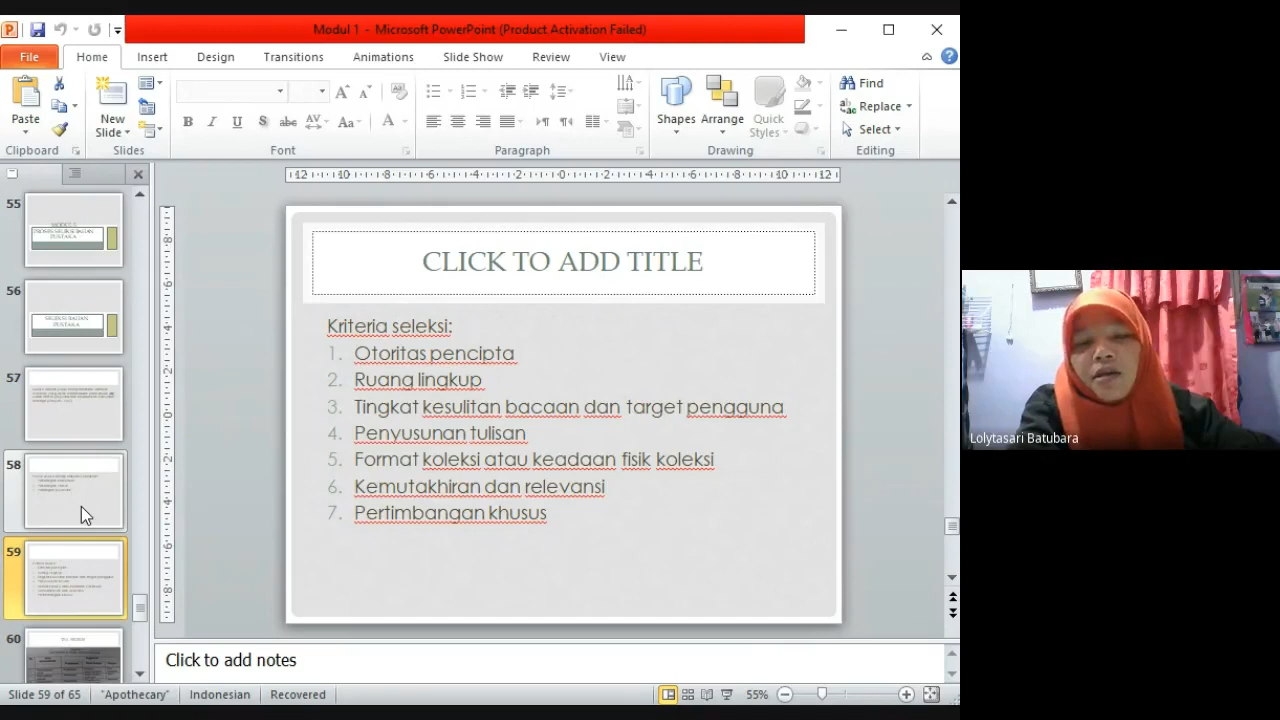 Modul 1 - Microsoft PowerPoint (Product Activation Failed)
File Home Insert Design Transitions Animations Slide Show Review View
Paste
New
Slide
Shapes Arrange Quick
Styles
Find
Replace
Select
Clipboard Slides Font Paragraph Drawing Editing
55
PUSTAKA
56
SELEKSI BAHAN
PUSTAKA
57
58
59
60
CLICK TO ADD TITLE
Kriteria seleksi:
1. Otoritas pencipta
2. Ruang lingkup
3. Tingkat kesulitan bacaan dan target pengguna
4. Penyusunan tulisan
5. Format koleksi atau keadaan fisik koleksi
6. Kemutakhiran dan relevansi
7. Pertimbangan khusus
Click to add notes
Slide 59 of 65 "Apothecary" Indonesian Recovered 55%
Lolytasari Batubara